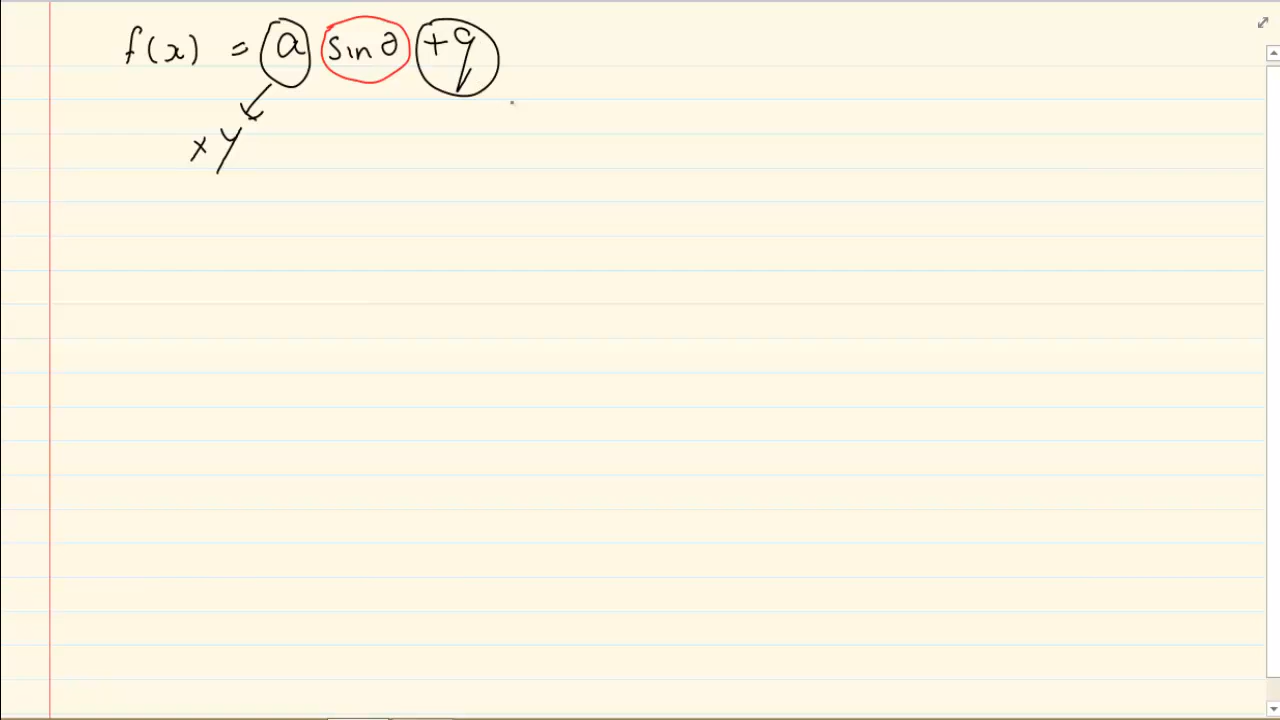 f(x) = a sin θ + q
× y